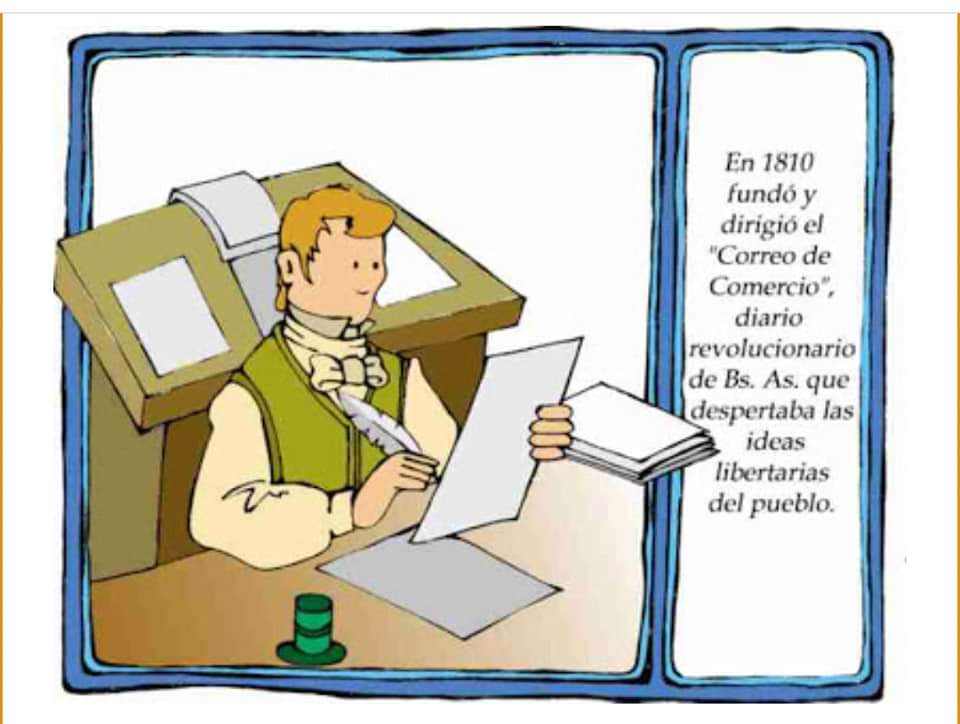 En 1810
fundó y
dirigió el
"Correo de
Comercio",
diario
revolucionario
de Bs. As. que
despertaba las
ideas
libertarias
del pueblo.